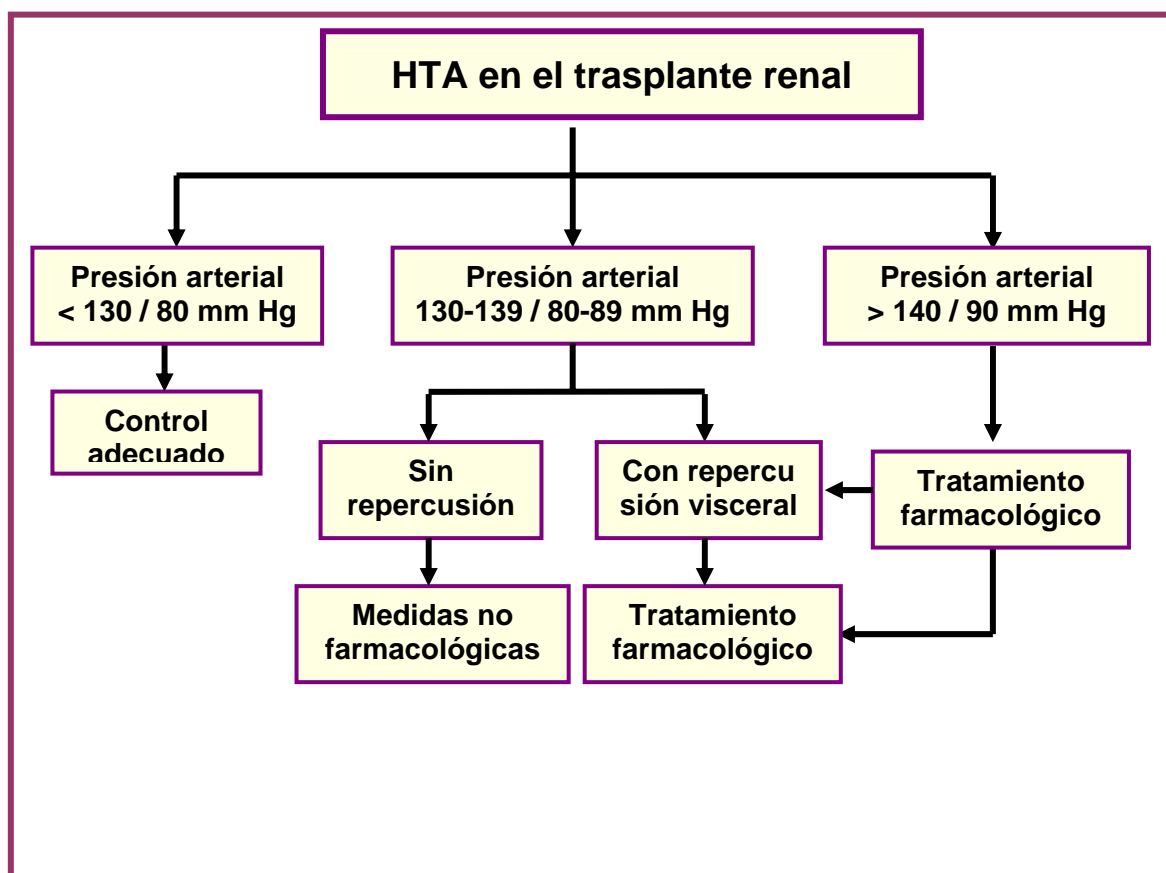 HTA en el trasplante renal
Presión arterial
< 130 / 80 mm Hg
Presión arterial
130-139 / 80-89 mm Hg
Presión arterial
> 140 / 90 mm Hg
Control
adecuado
Sin
repercusión
Con repercu
sión visceral
Tratamiento
farmacológico
Medidas no
farmacológicas
Tratamiento
farmacológico